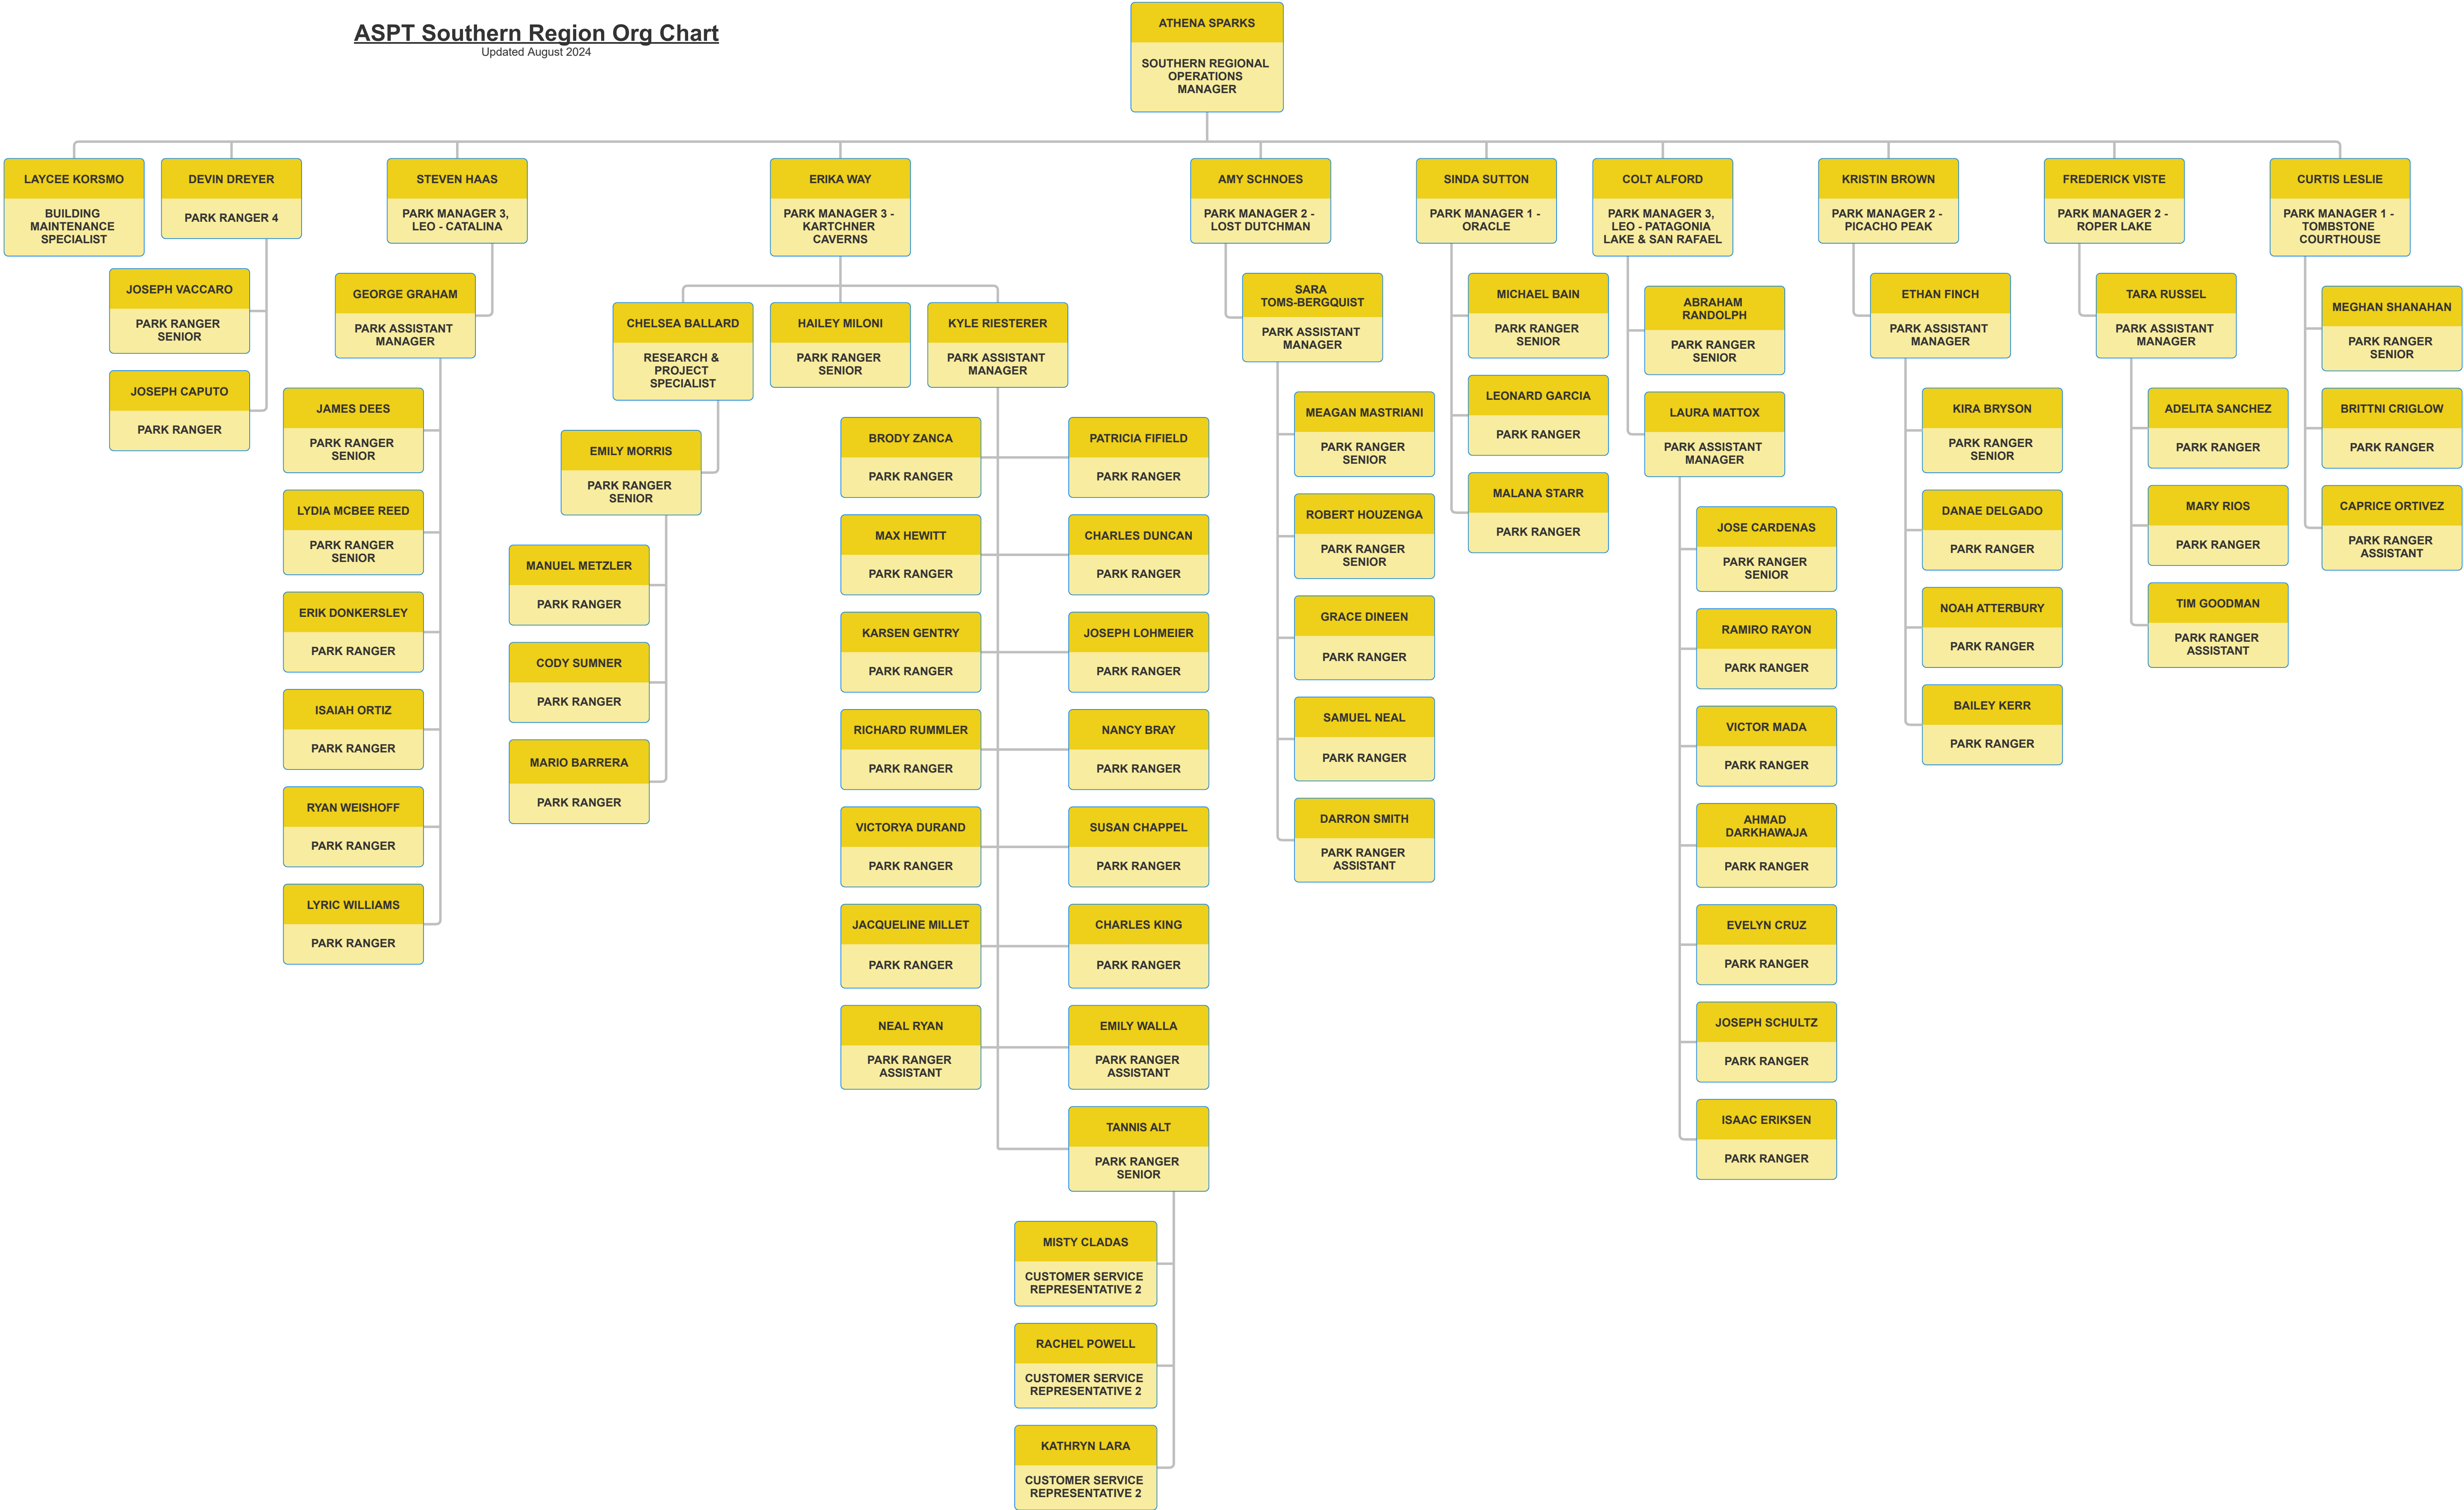 ASPT Southern Region Org Chart
Updated August 2024
ATHENA SPARKS
SOUTHERN REGIONAL
OPERATIONS
MANAGER
LAYCEE KORSMO
BUILDING
MAINTENANCE
SPECIALIST
DEVIN DREYER
PARK RANGER 4
JOSEPH VACCARO
PARK RANGER
SENIOR
JOSEPH CAPUTO
PARK RANGER
STEVEN HAAS
PARK MANAGER 3,
LEO - CATALINA
GEORGE GRAHAM
PARK ASSISTANT
MANAGER
JAMES DEES
PARK RANGER
SENIOR
LYDIA MCBEE REED
PARK RANGER
SENIOR
ERIK DONKERSLEY
PARK RANGER
ISAIAH ORTIZ
PARK RANGER
RYAN WEISHOFF
PARK RANGER
LYRIC WILLIAMS
PARK RANGER
ERIKA WAY
PARK MANAGER 3 -
KARTCHNER
CAVERNS
CHELSEA BALLARD
RESEARCH &
PROJECT
SPECIALIST
EMILY MORRIS
PARK RANGER
SENIOR
MANUEL METZLER
PARK RANGER
CODY SUMNER
PARK RANGER
MARIO BARRERA
PARK RANGER
HAILEY MILONI
PARK RANGER
SENIOR
KYLE RIESTERER
PARK ASSISTANT
MANAGER
BRODY ZANCA
PARK RANGER
PATRICIA FIFIELD
PARK RANGER
MAX HEWITT
PARK RANGER
CHARLES DUNCAN
PARK RANGER
KARSEN GENTRY
PARK RANGER
JOSEPH LOHMEIER
PARK RANGER
RICHARD RUMMLER
PARK RANGER
NANCY BRAY
PARK RANGER
VICTORYA DURAND
PARK RANGER
SUSAN CHAPPEL
PARK RANGER
JACQUELINE MILLET
PARK RANGER
CHARLES KING
PARK RANGER
NEAL RYAN
PARK RANGER
ASSISTANT
EMILY WALLA
PARK RANGER
ASSISTANT
TANNIS ALT
PARK RANGER
SENIOR
MISTY CLADAS
CUSTOMER SERVICE
REPRESENTATIVE 2
RACHEL POWELL
CUSTOMER SERVICE
REPRESENTATIVE 2
KATHRYN LARA
CUSTOMER SERVICE
REPRESENTATIVE 2
AMY SCHNOES
PARK MANAGER 2 -
LOST DUTCHMAN
SARA
TOMS-BERGQUIST
PARK ASSISTANT
MANAGER
MEAGAN MASTRIANI
PARK RANGER
SENIOR
ROBERT HOUZENGA
PARK RANGER
SENIOR
GRACE DINEEN
PARK RANGER
SAMUEL NEAL
PARK RANGER
DARRON SMITH
PARK RANGER
ASSISTANT
SINDA SUTTON
PARK MANAGER 1 -
ORACLE
MICHAEL BAIN
PARK RANGER
SENIOR
LEONARD GARCIA
PARK RANGER
MALANA STARR
PARK RANGER
COLT ALFORD
PARK MANAGER 3,
LEO - PATAGONIA
LAKE & SAN RAFAEL
ABRAHAM
RANDOLPH
PARK RANGER
SENIOR
LAURA MATTOX
PARK ASSISTANT
MANAGER
JOSE CARDENAS
PARK RANGER
SENIOR
RAMIRO RAYON
PARK RANGER
VICTOR MADA
PARK RANGER
AHMAD
DARKHAWAJA
PARK RANGER
EVELYN CRUZ
PARK RANGER
JOSEPH SCHULTZ
PARK RANGER
ISAAC ERIKSEN
PARK RANGER
KRISTIN BROWN
PARK MANAGER 2 -
PICACHO PEAK
ETHAN FINCH
PARK ASSISTANT
MANAGER
KIRA BRYSON
PARK RANGER
SENIOR
DANAE DELGADO
PARK RANGER
NOAH ATTERBURY
PARK RANGER
BAILEY KERR
PARK RANGER
FREDERICK VISTE
PARK MANAGER 2 -
ROPER LAKE
TARA RUSSEL
PARK ASSISTANT
MANAGER
ADELITA SANCHEZ
PARK RANGER
MARY RIOS
PARK RANGER
TIM GOODMAN
PARK RANGER
ASSISTANT
CURTIS LESLIE
PARK MANAGER 1 -
TOMBSTONE
COURTHOUSE
MEGHAN SHANAHAN
PARK RANGER
SENIOR
BRITTNI CRIGLOW
PARK RANGER
CAPRICE ORTIVEZ
PARK RANGER
ASSISTANT